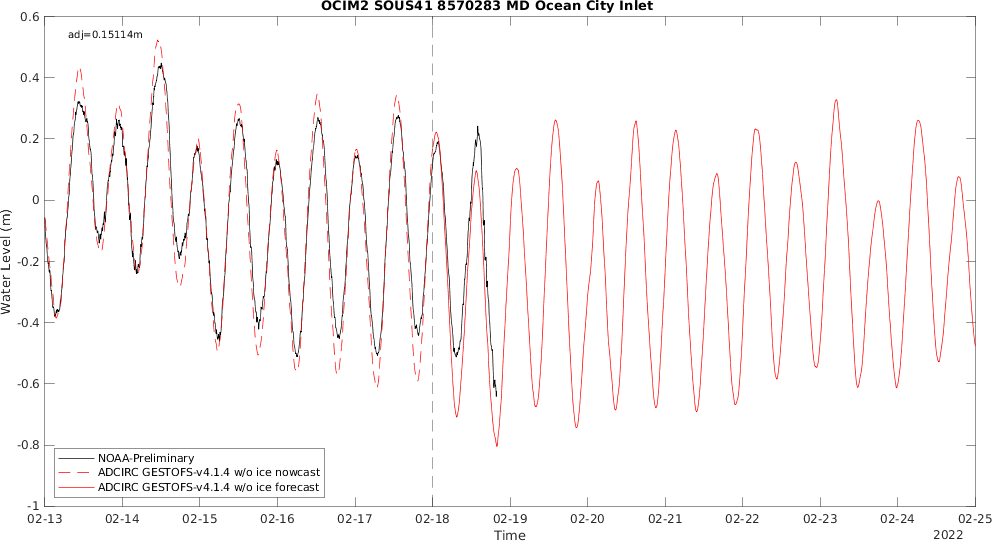 OCIM2 SOUS41 8570283 MD Ocean City Inlet
adj=0.15114m
0.6
0.4
0.2
0
-0.2
-0.4
-0.6
-0.8
-1
Water Level (m)
NOAA-Preliminary
ADCIRC GESTOFS-v4.1.4 w/o ice nowcast
ADCIRC GESTOFS-v4.1.4 w/o ice forecast
02-13 02-14 02-15 02-16 02-17 02-18 02-19 02-20 02-21 02-22 02-23 02-24 02-25
Time
2022